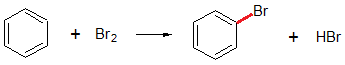 + Br₂ Br + HBr